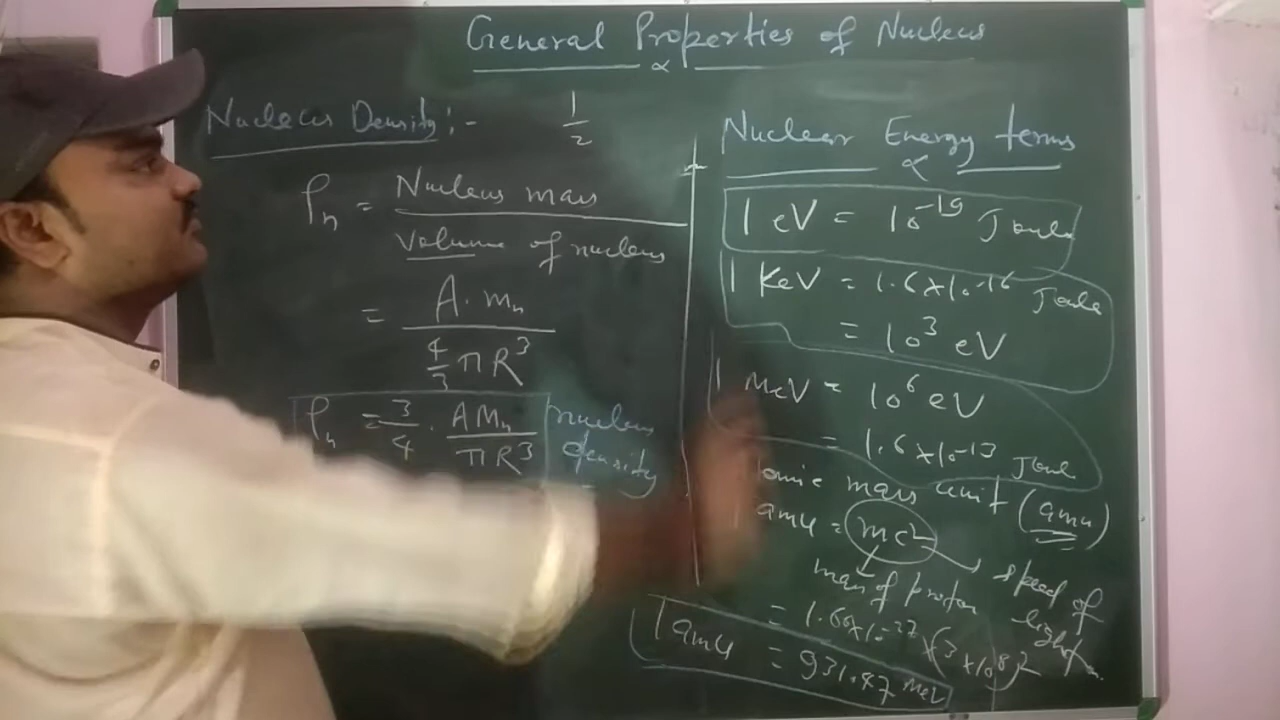 General Properties of Nucleus
Nucleus Density :-
1/2
ρn = Nucleus mass / Volume of nucleus
= A. mn / 4/3 πR³
ρn = 3/4 . AMn / πR³
nucleus
density
Nuclear Energy terms
1 eV = 10⁻¹⁹ Joule
1 KeV = 1.6×10⁻¹⁶ Joule
= 10³ eV
1 MeV = 10⁶ eV
= 1.6×10⁻¹³ Joule
omic mass unit (amu)
1 amu = mc²
mass of proton
speed of
light
= 1.66×10⁻²⁷ × (3×10⁸)²
1 amu = 931.47 MeV